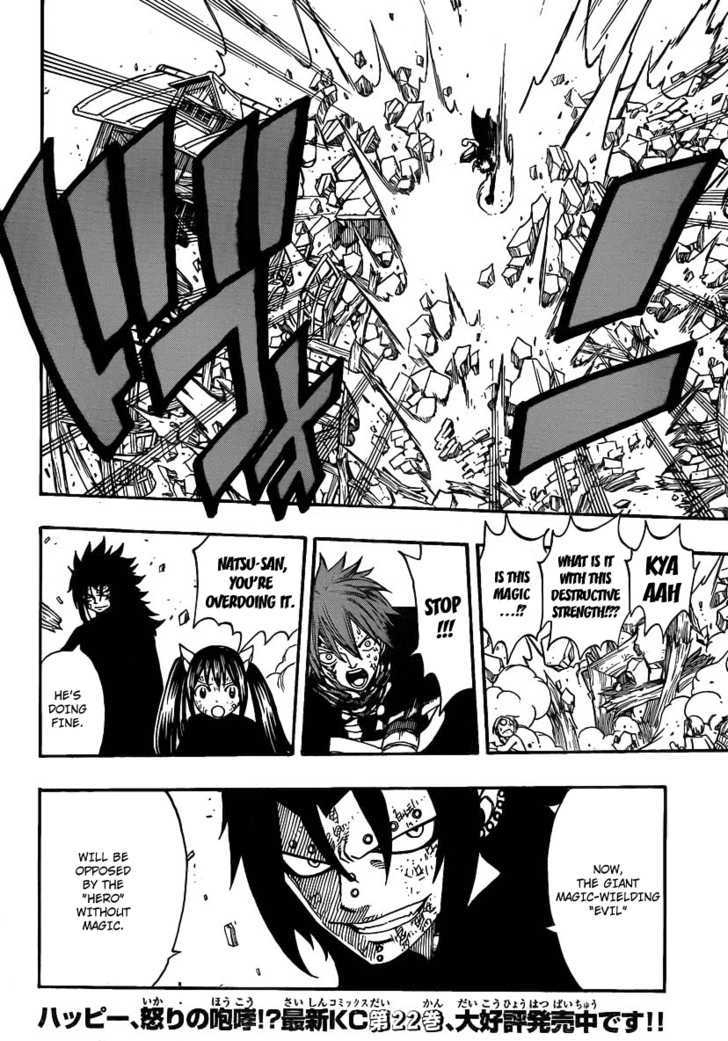 ドゴォ
KYA
AAH
WHAT IS IT
WITH THIS
DESTRUCTIVE
STRENGTH!??
IS THIS
MAGIC
...!?
STOP
!!!
NATSU-SAN,
YOU'RE
OVERDOING IT.
HE'S
DOING
FINE.
NOW,
THE GIANT
MAGIC-WIELDING
"EVIL"
WILL BE
OPPOSED
BY THE
"HERO"
WITHOUT
MAGIC.
ハッピー、怒りの咆哮!?最新KC第22巻、大好評発売中です!!